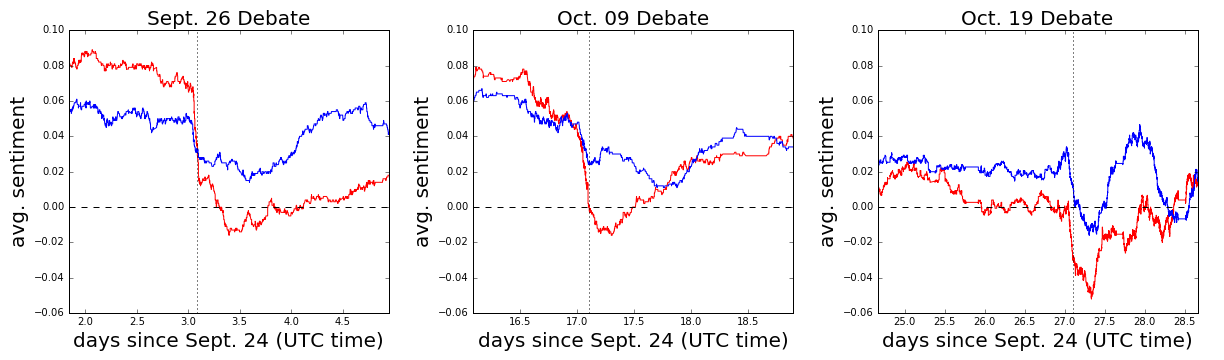 Sept. 26 Debate
avg. sentiment
0.10
0.08
0.06
0.04
0.02
0.00
−0.02
−0.04
−0.06
2.0 2.5 3.0 3.5 4.0 4.5
days since Sept. 24 (UTC time)
Oct. 09 Debate
avg. sentiment
0.10
0.08
0.06
0.04
0.02
0.00
−0.02
−0.04
−0.06
16.5 17.0 17.5 18.0 18.5
days since Sept. 24 (UTC time)
Oct. 19 Debate
avg. sentiment
0.10
0.08
0.06
0.04
0.02
0.00
−0.02
−0.04
−0.06
25.0 25.5 26.0 26.5 27.0 27.5 28.0 28.5
days since Sept. 24 (UTC time)